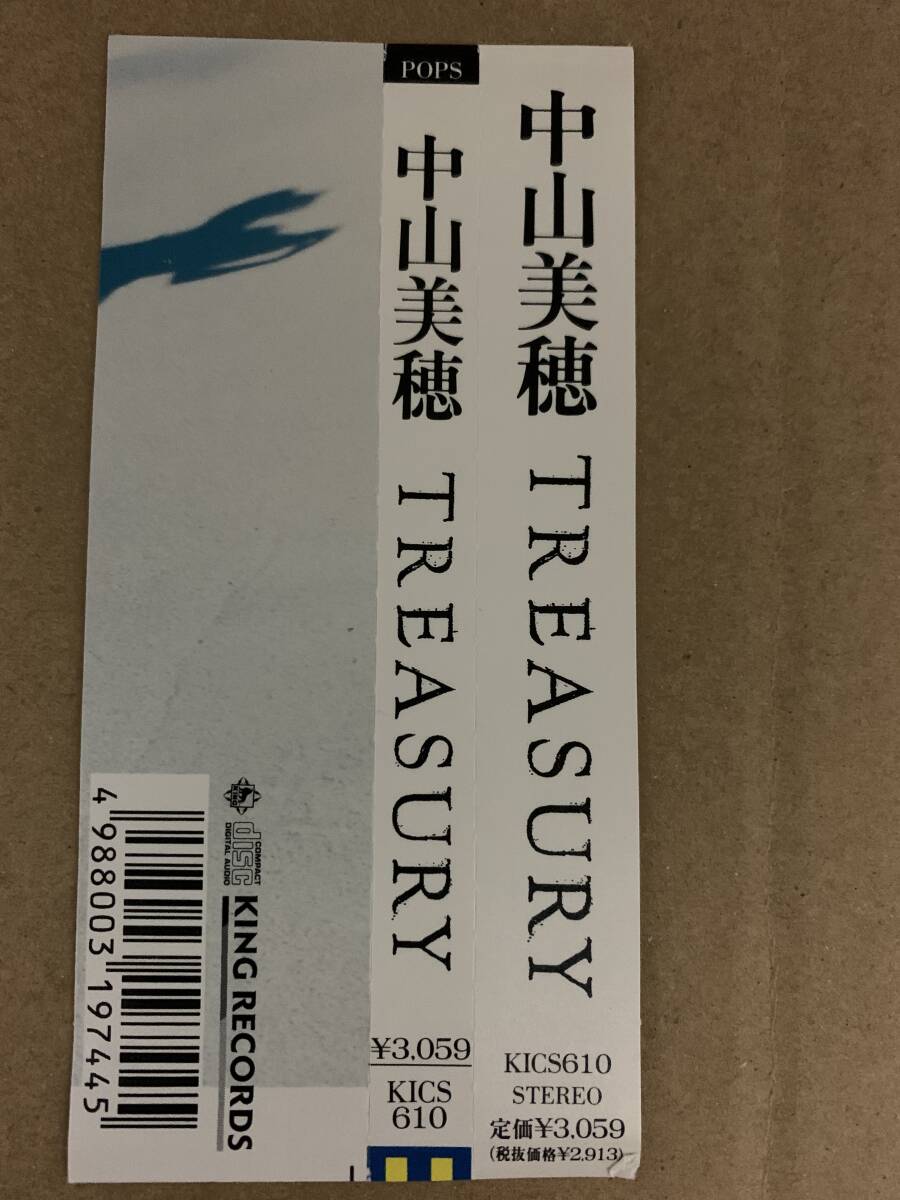 POPS
中山美穂 TREASURY
¥3,059
KICS
610
中山美穂 TREASURY
KICS610
STEREO
定価¥3,059
(税抜価格¥2,913)
KING
COMPACT
disc
DIGITAL AUDIO
KING RECORDS
4 988003 197445